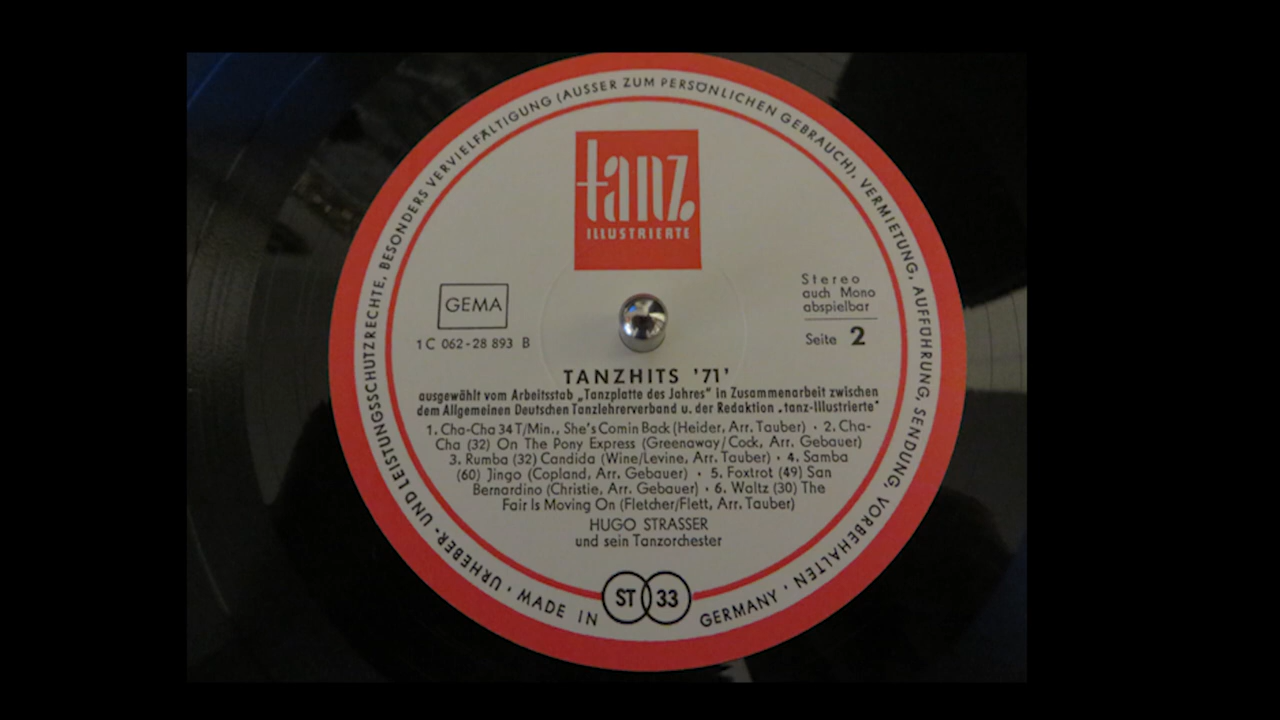 URHEBER- UND LEISTUNGSSCHUTZRECHTE, BESONDERS VERVIELFÄLTIGUNG (AUSSER ZUM PERSÖNLICHEN GEBRAUCH), VERMIETUNG, AUFFÜHRUNG, SENDUNG, VORBEHALTEN ·
tanz
ILLUSTRIERTE
GEMA
1 C 062-28 893 B
Stereo
auch Mono
abspielbar
Seite 2
TANZHITS '71'
ausgewählt vom Arbeitsstab „Tanzplatte des Jahres" in Zusammenarbeit zwischen
dem Allgemeinen Deutschen Tanzlehrerverband u. der Redaktion „tanz-Illustrierte"
1. Cha-Cha 34 T/Min., She's Comin Back (Heider, Arr. Tauber) · 2. Cha-
Cha (32) On The Pony Express (Greenaway/Cock, Arr. Gebauer)
3. Rumba (32) Candida (Wine/Levine, Arr. Tauber) · 4. Samba
(60) Jingo (Copland, Arr. Gebauer) · 5. Foxtrot (49) San
Bernardino (Christie, Arr. Gebauer) · 6. Waltz (30) The
Fair Is Moving On (Fletcher/Flett, Arr. Tauber)
HUGO STRASSER
und sein Tanzorchester
ST 33
· MADE IN GERMANY ·